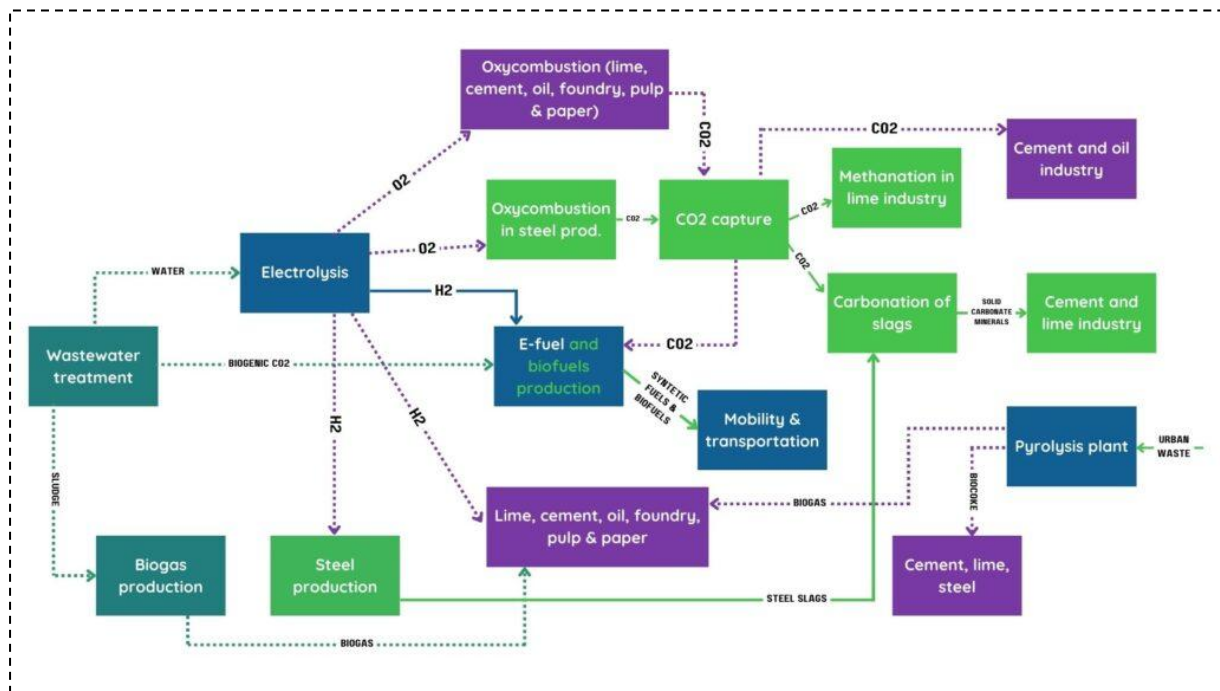 Oxycombustion (lime,
cement, oil, foundry, pulp
& paper)
CO2
CO2
Cement and oil
industry
O2
Methanation in
lime industry
Oxycombustion
in steel prod.
CO2
CO2 capture
CO2
O2
CO2
WATER
Electrolysis
H2
Carbonation of
slags
SOLID
CARBONATE
MINERALS
Cement and
lime industry
Wastewater
treatment
BIOGENIC CO2
E-fuel and
biofuels
production
CO2
SYNTETIC
FUELS &
BIOFUELS
Mobility &
transportation
H2
H2
Pyrolysis plant
URBAN
WASTE
SLUDGE
BIOGAS
BIOCOKE
Lime, cement, oil, foundry,
pulp & paper
Biogas
production
Steel
production
STEEL SLAGS
Cement, lime,
steel
BIOGAS